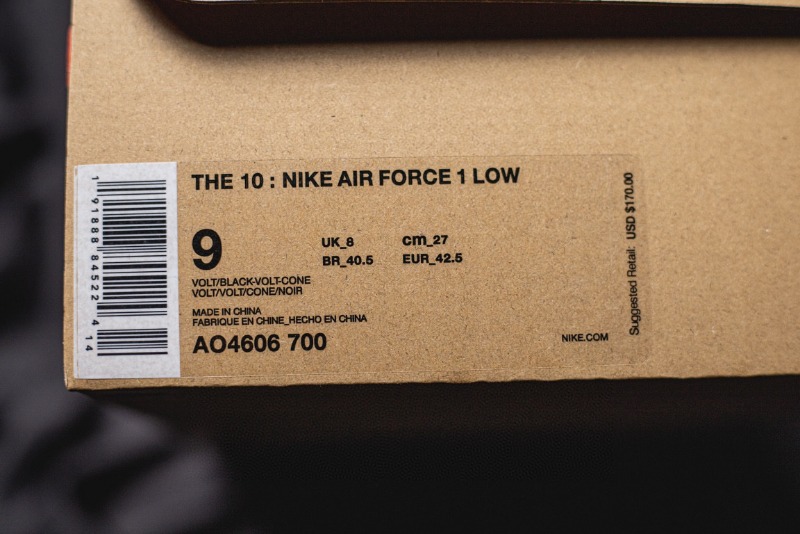 THE 10 : NIKE AIR FORCE 1 LOW
9
UK_8 cm_27
BR_40.5 EUR_42.5
VOLT/BLACK-VOLT-CONE
VOLT/VOLT/CONE/NOIR
MADE IN CHINA
FABRIQUE EN CHINE_HECHO EN CHINA
AO4606 700
NIKE.COM
Suggested Retail: USD $170.00
1 91888 84522 4 14